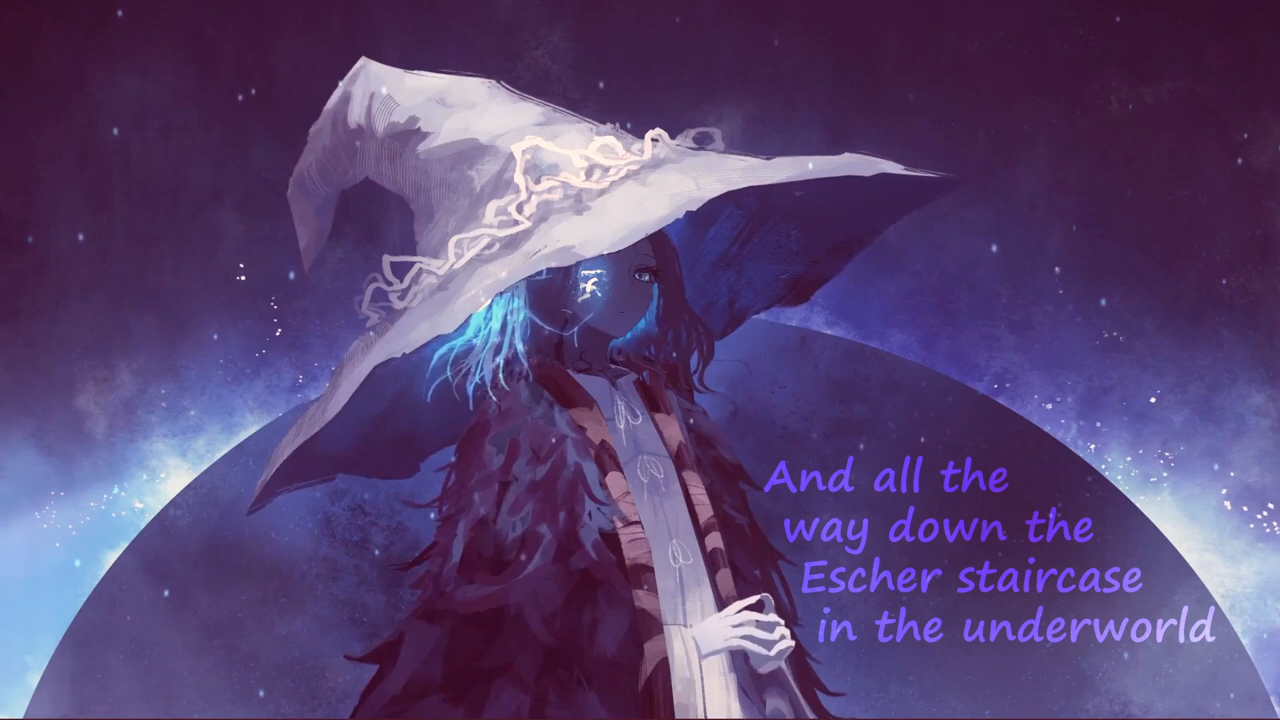 And all the
way down the
Escher staircase
in the underworld